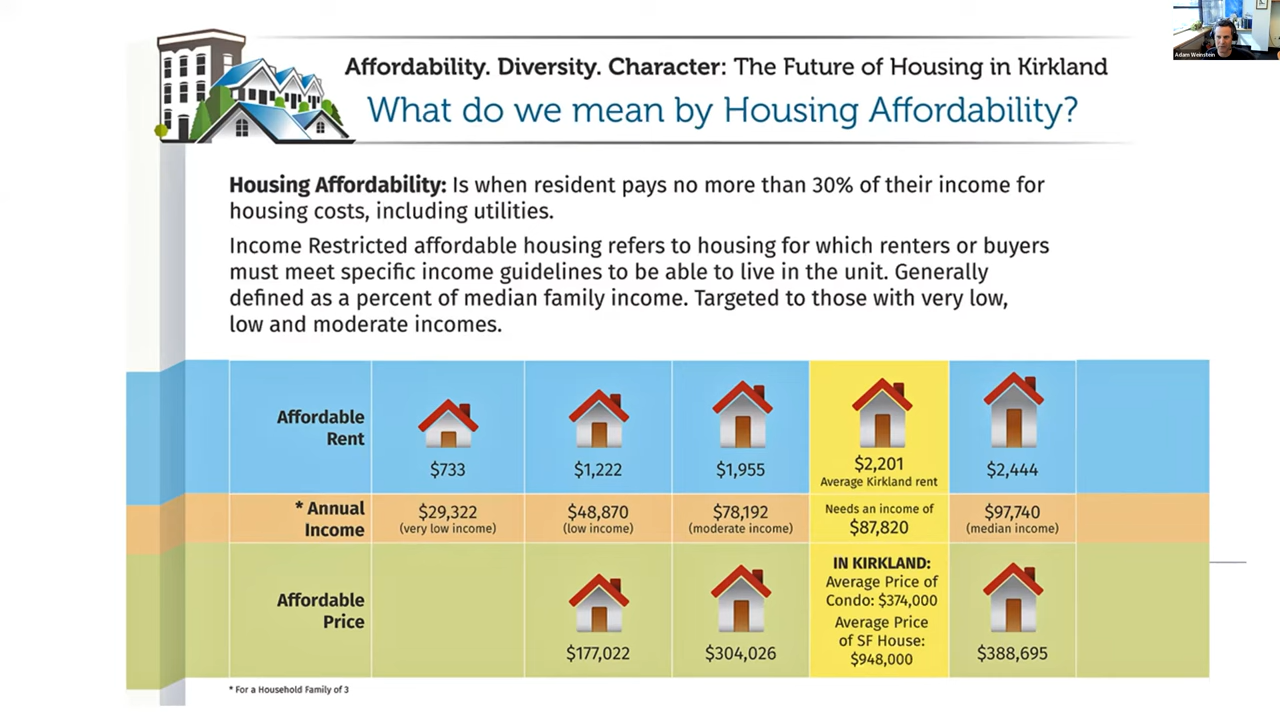 Adam Weinstein
Affordability. Diversity. Character: The Future of Housing in Kirkland
What do we mean by Housing Affordability?
Housing Affordability: Is when resident pays no more than 30% of their income for
housing costs, including utilities.
Income Restricted affordable housing refers to housing for which renters or buyers
must meet specific income guidelines to be able to live in the unit. Generally
defined as a percent of median family income. Targeted to those with very low,
low and moderate incomes.
Affordable
Rent
$733
$1,222
$1,955
$2,201
Average Kirkland rent
$2,444
* Annual
Income
$29,322
(very low income)
$48,870
(low income)
$78,192
(moderate income)
Needs an income of
$87,820
$97,740
(median income)
Affordable
Price
$177,022
$304,026
IN KIRKLAND:
Average Price of
Condo: $374,000
Average Price
of SF House:
$948,000
$388,695
* For a Household Family of 3